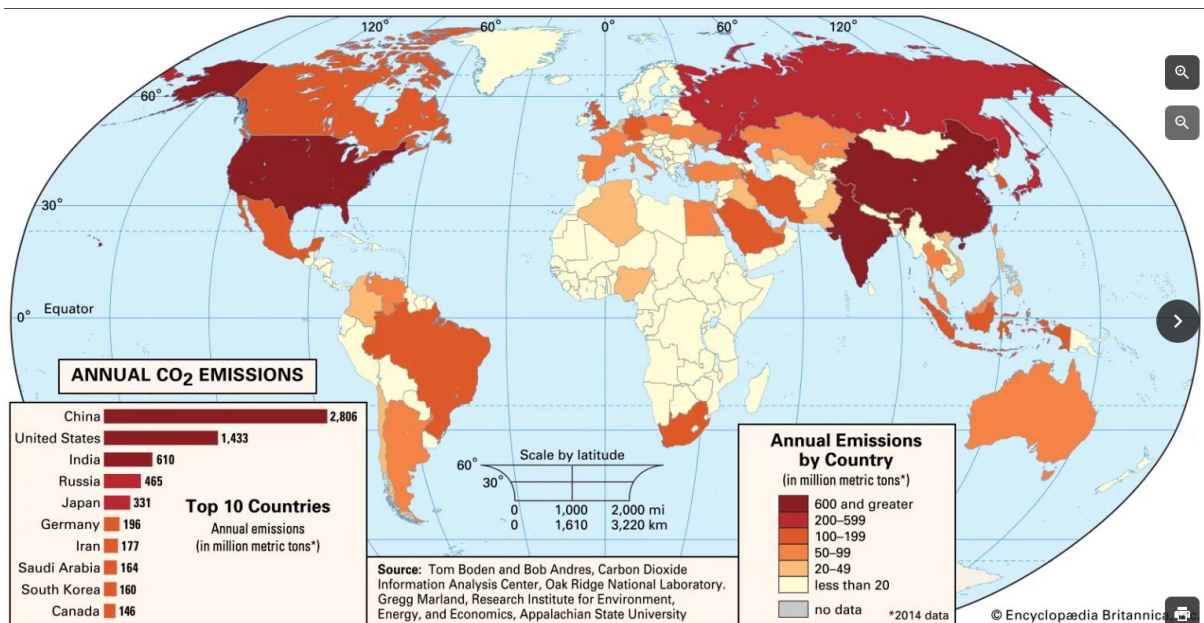 120°
60°
0°
60°
120°
60°
30°
Equator
0°
ANNUAL CO2 EMISSIONS
China 2,806
United States 1,433
India 610
Russia 465
Japan 331
Germany 196
Iran 177
Saudi Arabia 164
South Korea 160
Canada 146
Top 10 Countries
Annual emissions
(in million metric tons*)
Scale by latitude
60°
30°
0 1,000 2,000 mi
0 1,610 3,220 km
Source: Tom Boden and Bob Andres, Carbon Dioxide
Information Analysis Center, Oak Ridge National Laboratory.
Gregg Marland, Research Institute for Environment,
Energy, and Economics, Appalachian State University
Annual Emissions
by Country
(in million metric tons*)
600 and greater
200–599
100–199
50–99
20–49
less than 20
no data
*2014 data
© Encyclopædia Britannica,